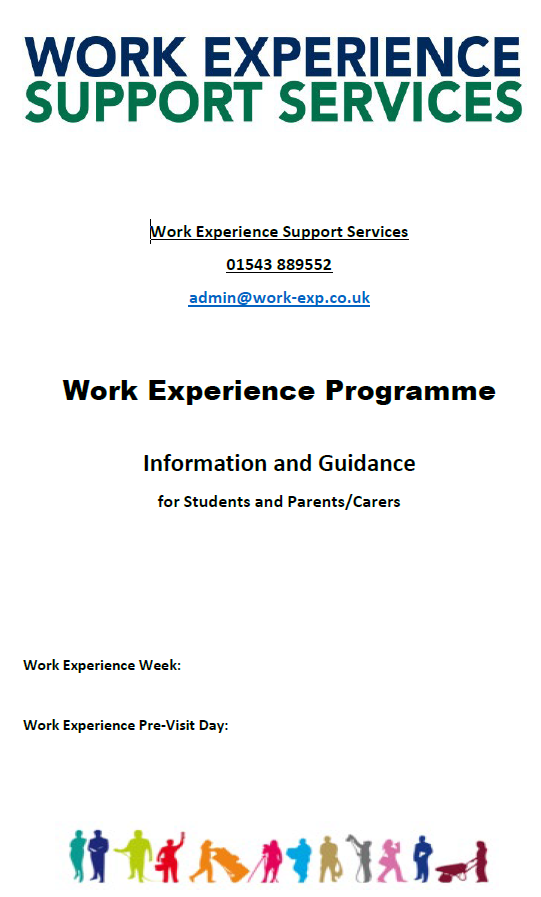 WORK EXPERIENCE
SUPPORT SERVICES
Work Experience Support Services
01543 889552
admin@work-exp.co.uk
Work Experience Programme
Information and Guidance
for Students and Parents/Carers
Work Experience Week:
Work Experience Pre-Visit Day: